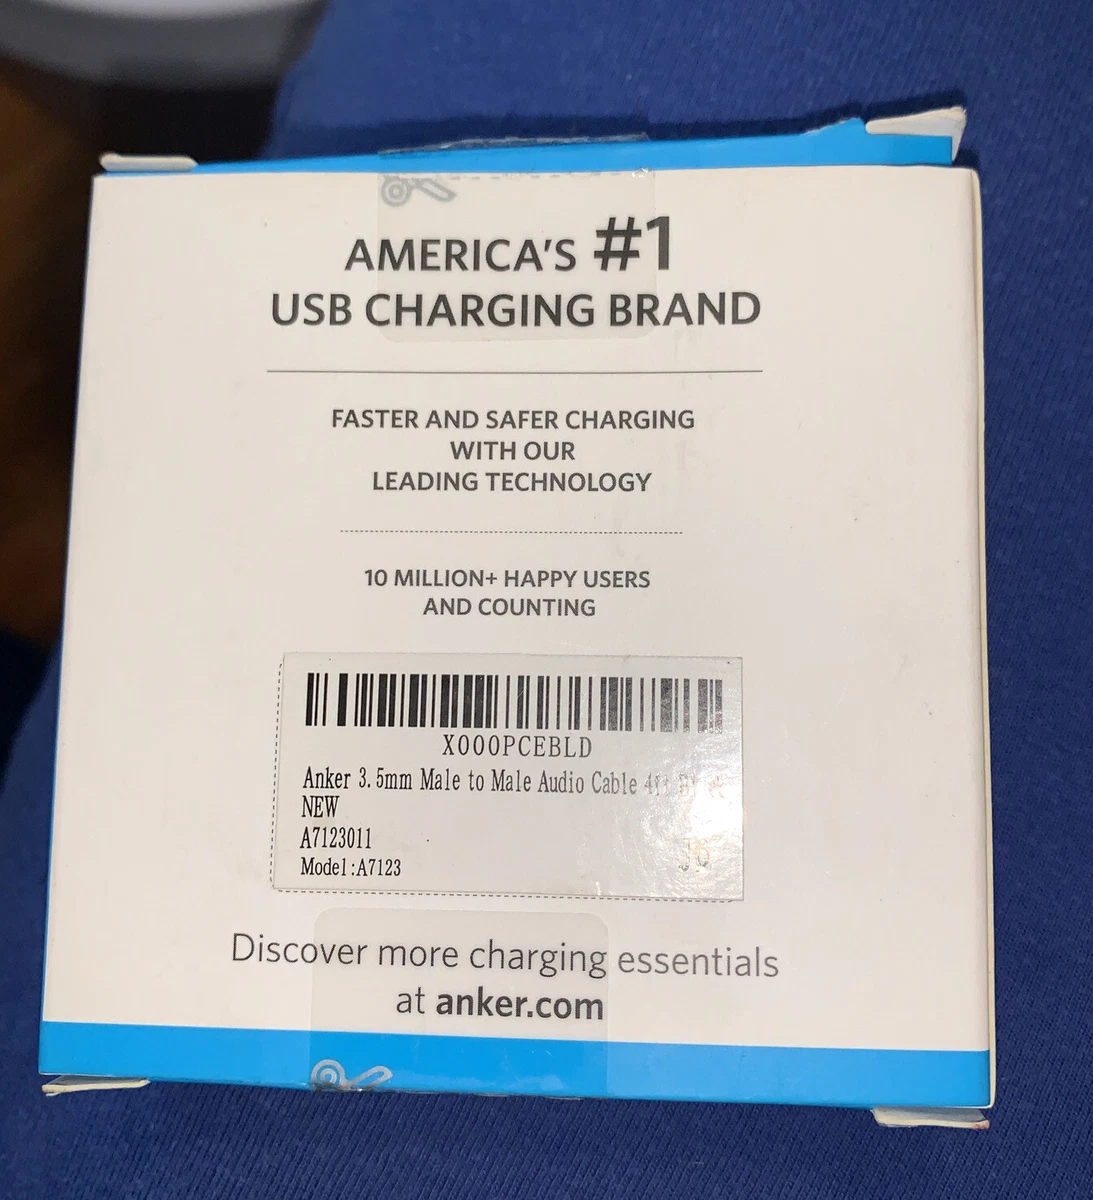 AMERICA'S #1
USB CHARGING BRAND
FASTER AND SAFER CHARGING
WITH OUR
LEADING TECHNOLOGY
10 MILLION+ HAPPY USERS
AND COUNTING
X000PCEBLD
Anker 3.5mm Male to Male Audio Cable 4ft
NEW
A7123011
Model:A7123
Discover more charging essentials
at anker.com